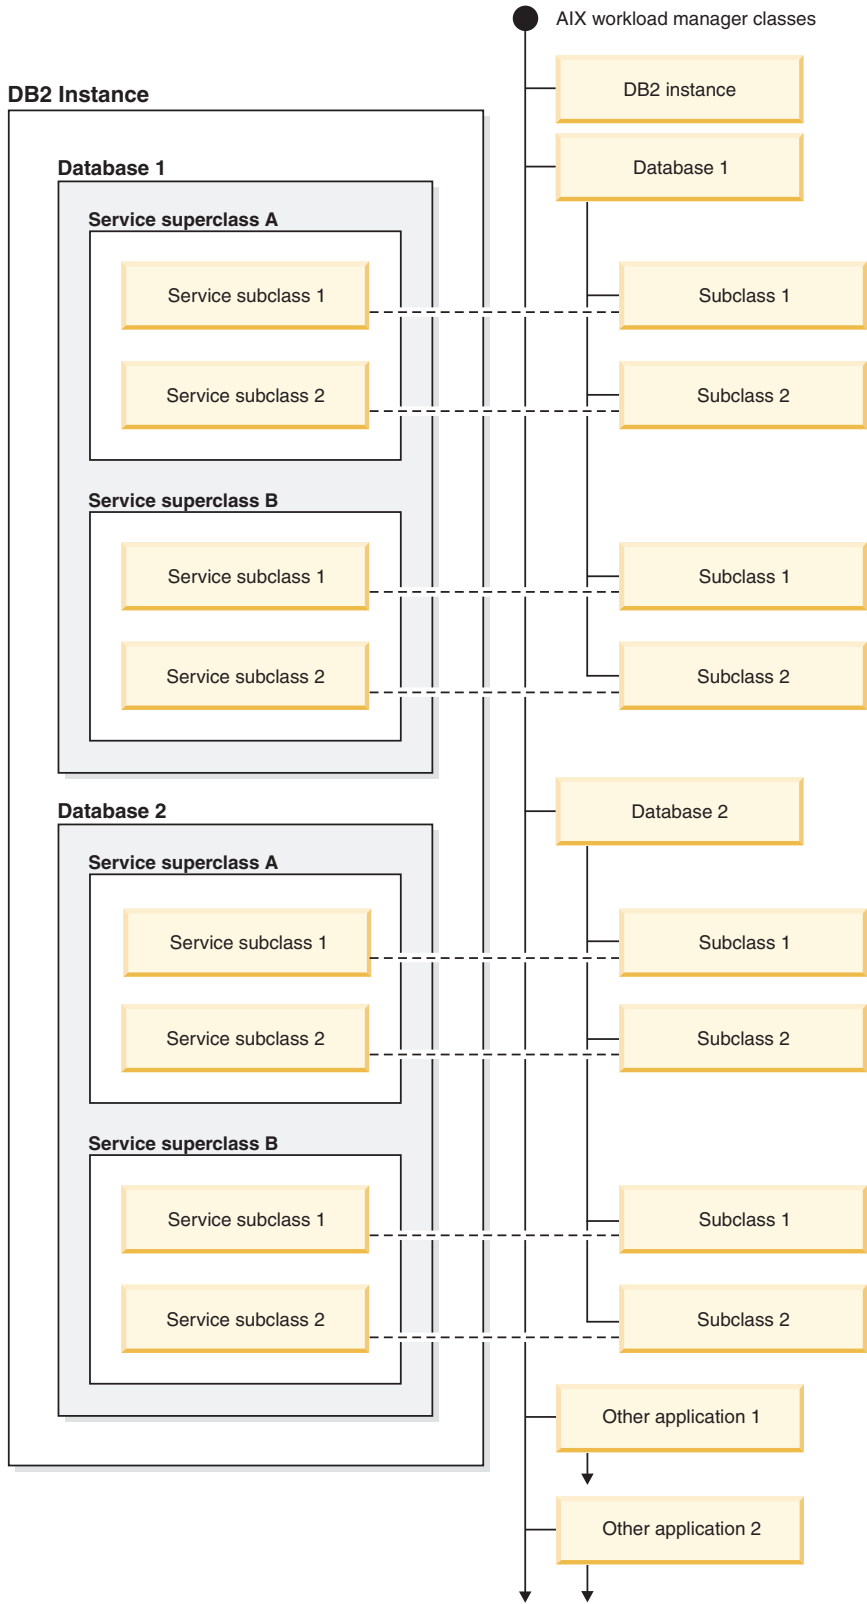 AIX workload manager classes
DB2 instance
DB2 Instance
Database 1
Database 1
Service superclass A
Service subclass 1
Subclass 1
Service subclass 2
Subclass 2
Service superclass B
Service subclass 1
Subclass 1
Service subclass 2
Subclass 2
Database 2
Database 2
Service superclass A
Service subclass 1
Subclass 1
Service subclass 2
Subclass 2
Service superclass B
Service subclass 1
Subclass 1
Service subclass 2
Subclass 2
Other application 1
Other application 2